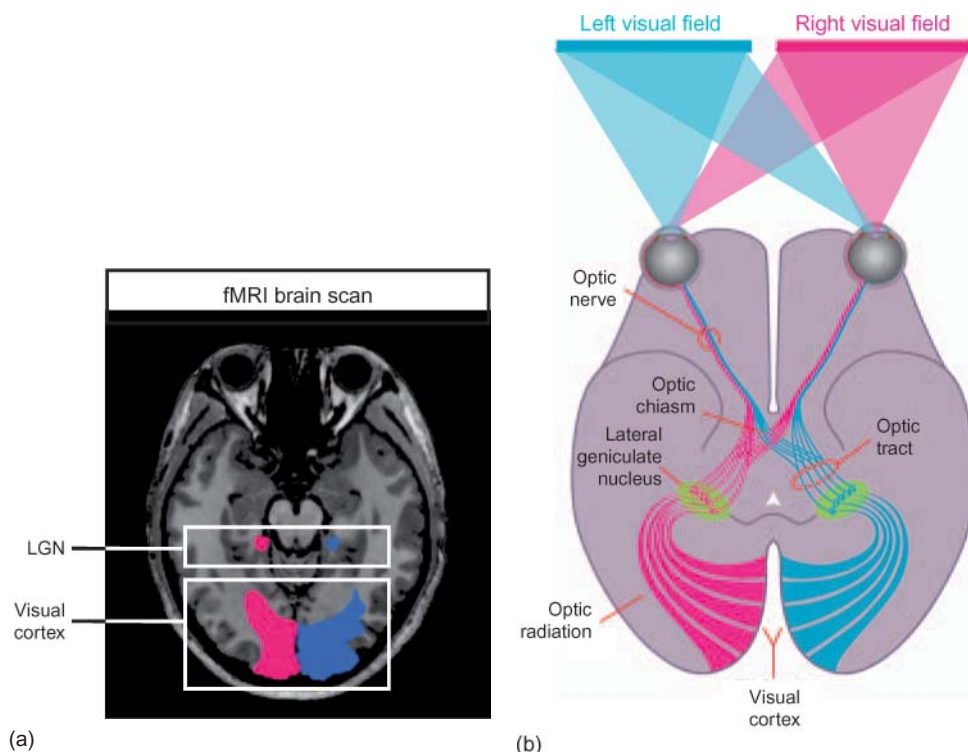 fMRI brain scan
LGN
Visual
cortex
(a)
Left visual field
Right visual field
Optic
nerve
Optic
chiasm
Lateral
geniculate
nucleus
Optic
tract
Optic
radiation
Visual
cortex
(b)